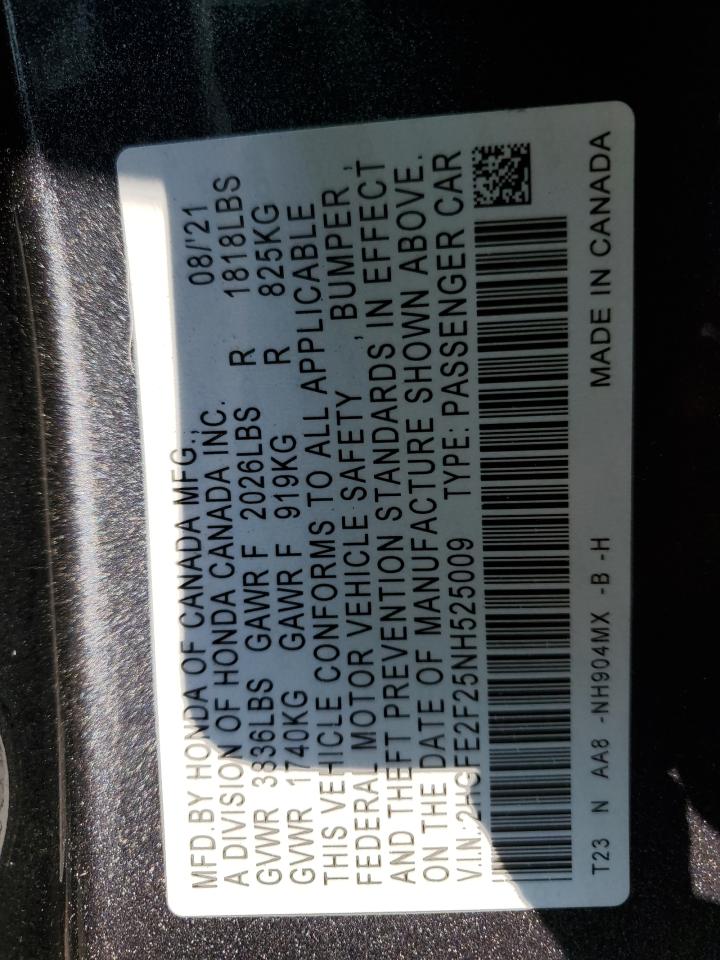 MFD.BY HONDA OF CANADA MFG., 08/'21
A DIVISION OF HONDA CANADA INC.
GVWR 3836LBS GAWR F 2026LBS R 1818LBS
GVWR 1740KG GAWR F 919KG R 825KG
THIS VEHICLE CONFORMS TO ALL APPLICABLE
FEDERAL MOTOR VEHICLE SAFETY , BUMPER ,
AND THEFT PREVENTION STANDARDS IN EFFECT
ON THE DATE OF MANUFACTURE SHOWN ABOVE.
V.I.N.:2HGFE2F25NH525009 TYPE: PASSENGER CAR
T23 N AA8 -NH904MX -B -H MADE IN CANADA